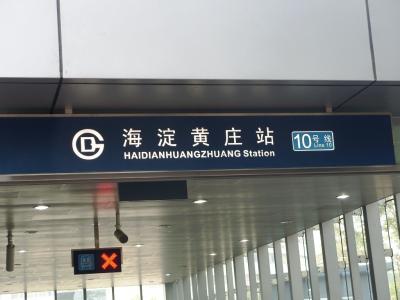 海淀黄庄站
HAIDIANHUANGZHUANG Station
10号线
Line 10